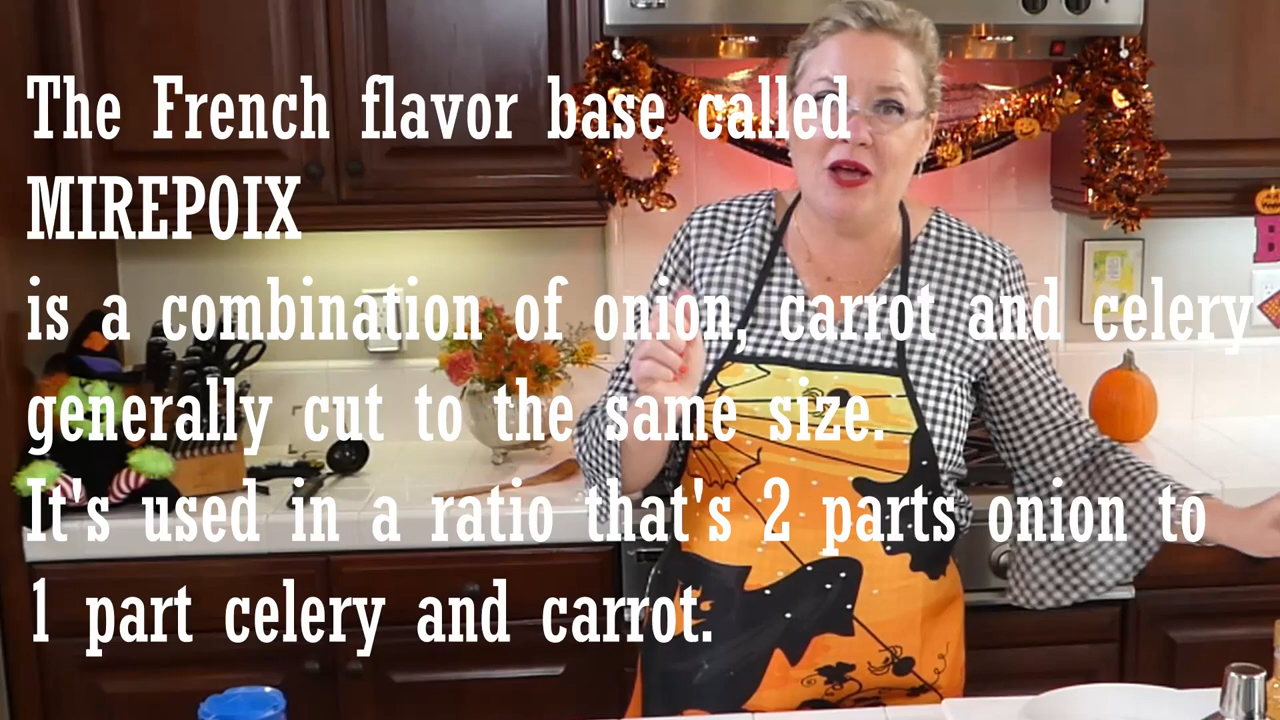 The French flavor base called
MIREPOIX
is a combination of onion, carrot and celery
generally cut to the same size.
It's used in a ratio that's 2 parts onion to
1 part celery and carrot.